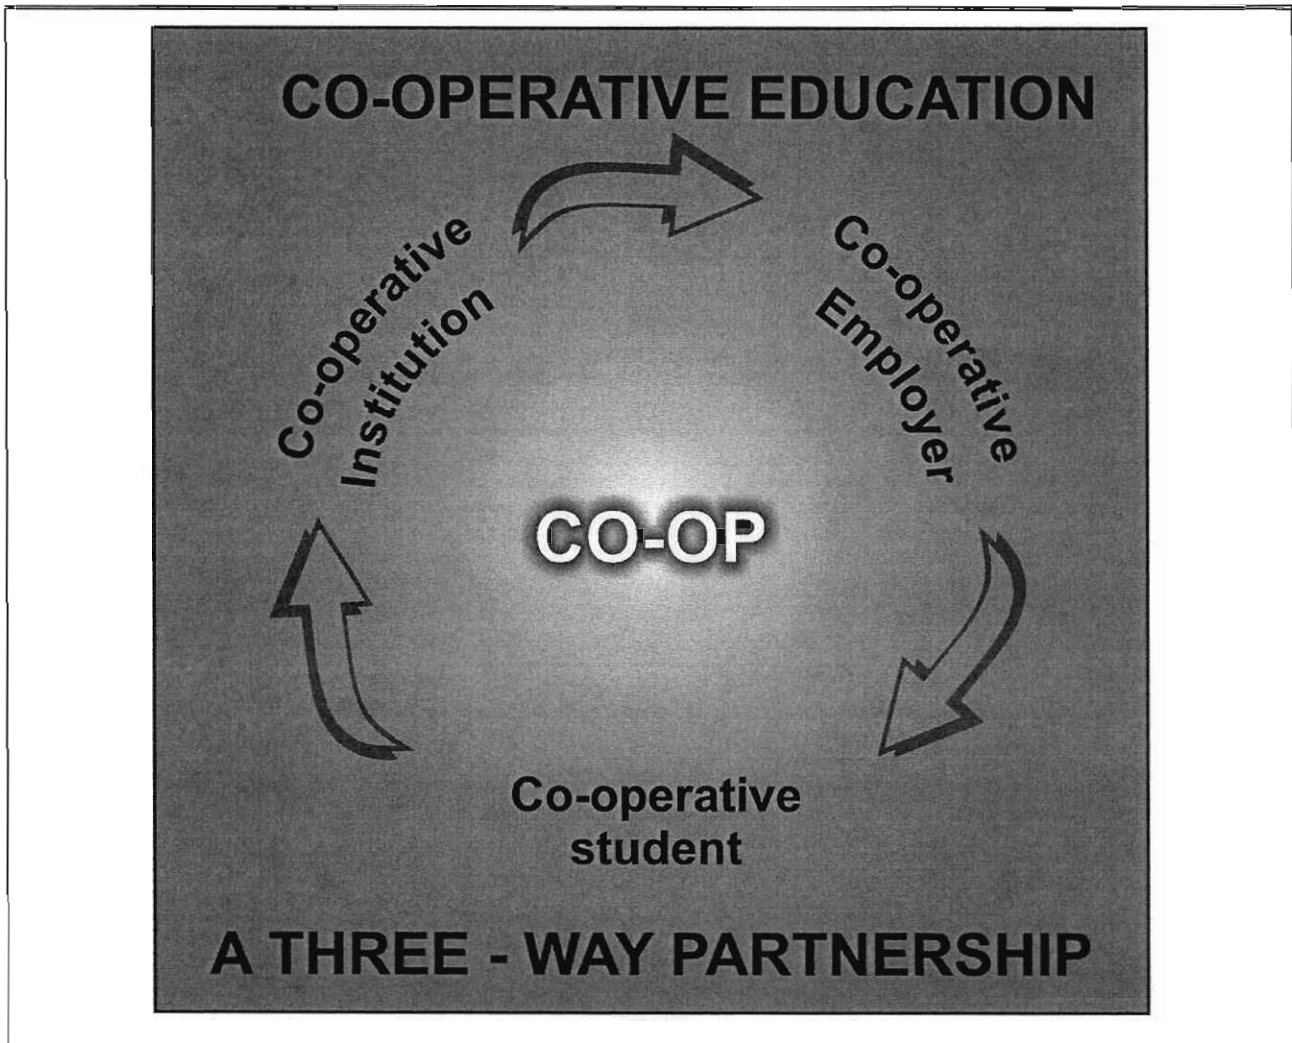 CO-OPERATIVE EDUCATION
Co-operative
Institution
Co-operative
Employer
CO-OP
Co-operative
student
A THREE - WAY PARTNERSHIP